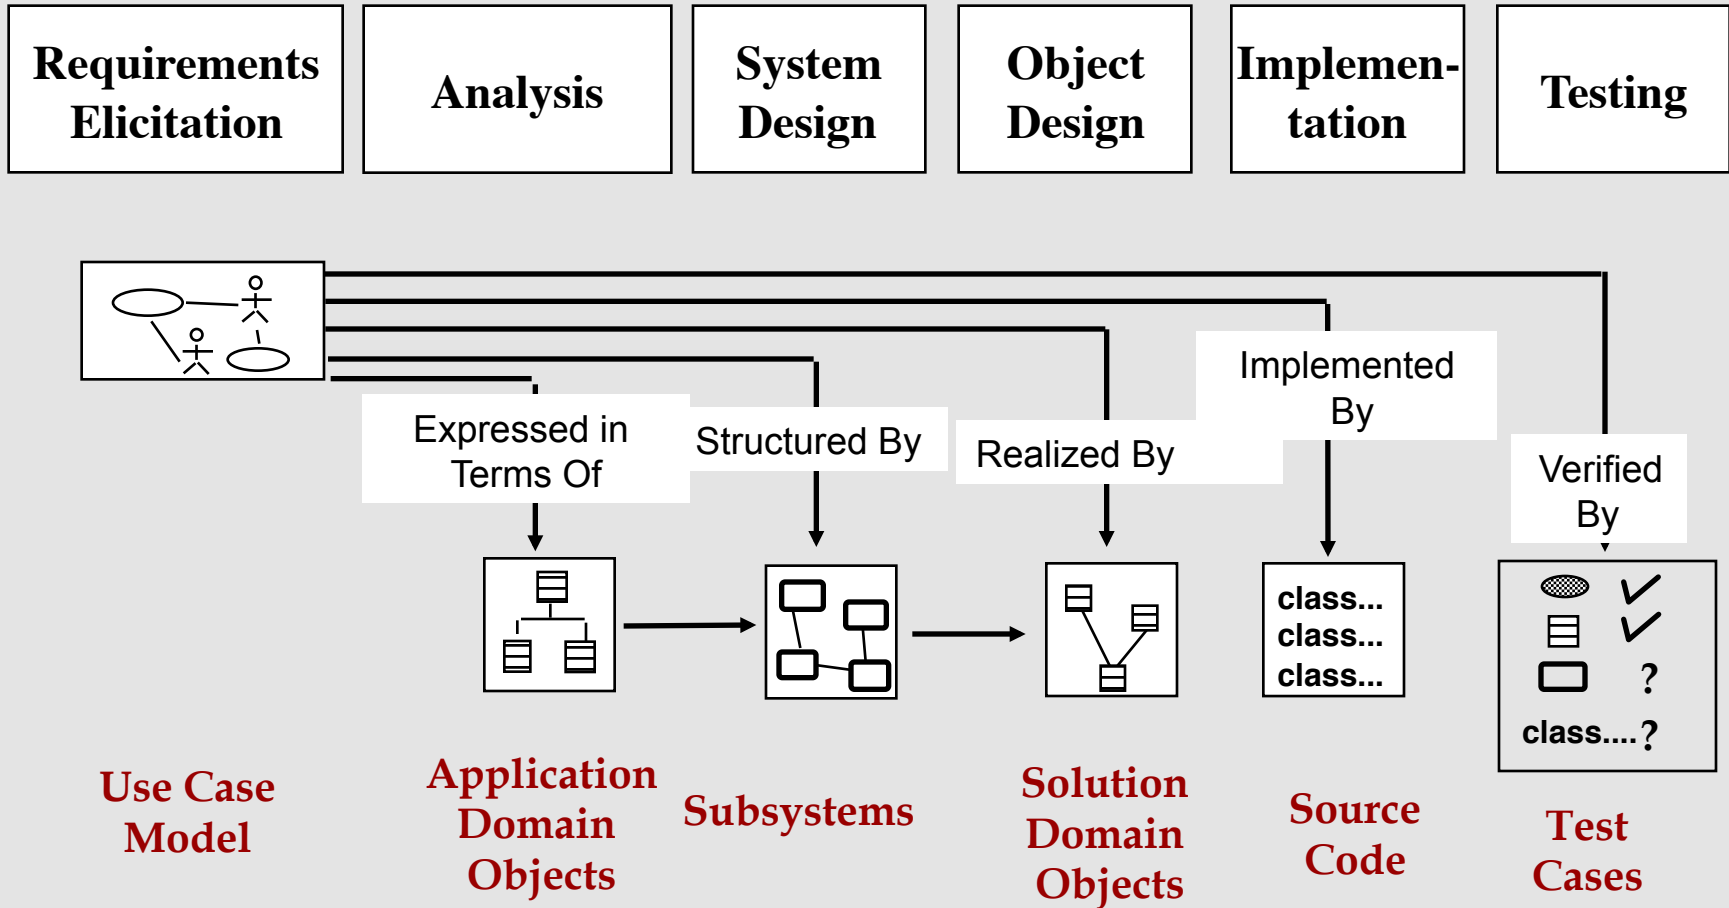 Requirements
Elicitation
Analysis
System
Design
Object
Design
Implemen-
tation
Testing
Expressed in
Terms Of
Structured By
Realized By
Implemented
By
Verified
By
class...
class...
class...
?
class....?
Use Case
Model
Application
Domain
Objects
Subsystems
Solution
Domain
Objects
Source
Code
Test
Cases